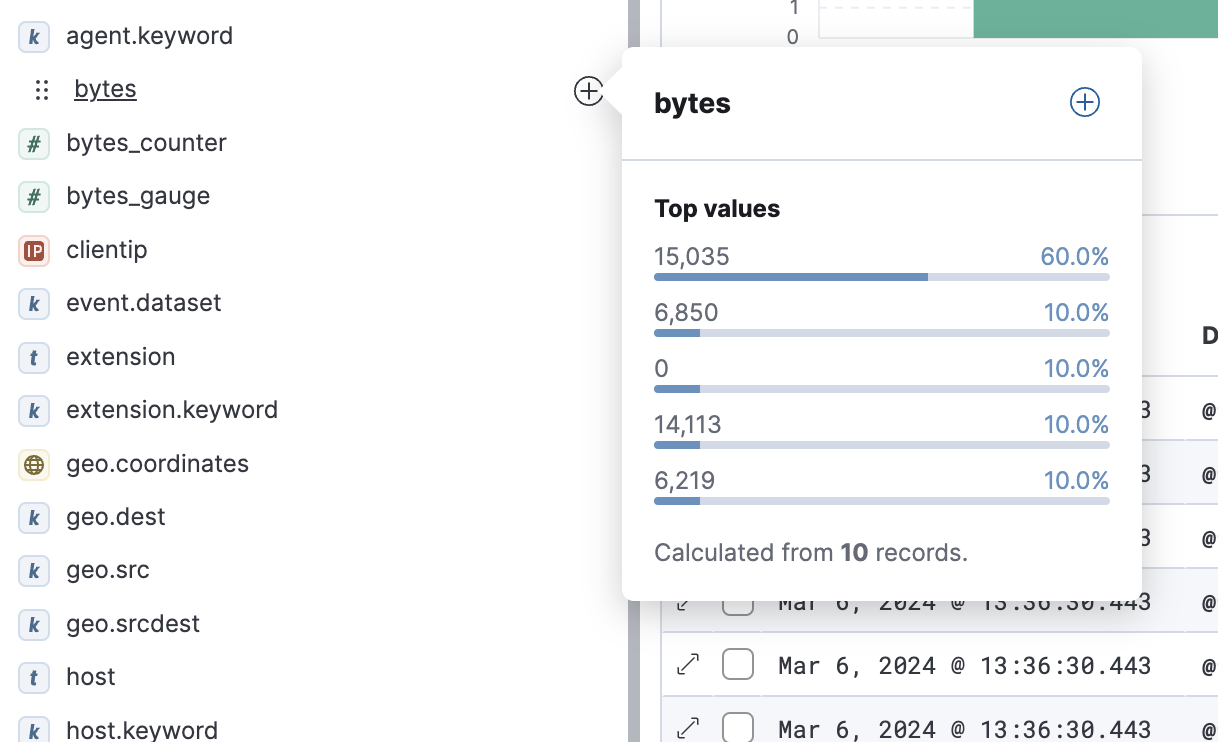 k agent.keyword
bytes
# bytes_counter
# bytes_gauge
IP clientip
k event.dataset
t extension
k extension.keyword
geo.coordinates
k geo.dest
k geo.src
k geo.srcdest
t host
k host.keyword
1
0
bytes
Top values
15,035 60.0%
6,850 10.0%
0 10.0%
14,113 10.0%
6,219 10.0%
Calculated from 10 records.
D
3 @
3 @
3 @
Mar 6, 2024 @ 13:36:30.443 @
Mar 6, 2024 @ 13:36:30.443 @
Mar 6, 2024 @ 13:36:30.443 @